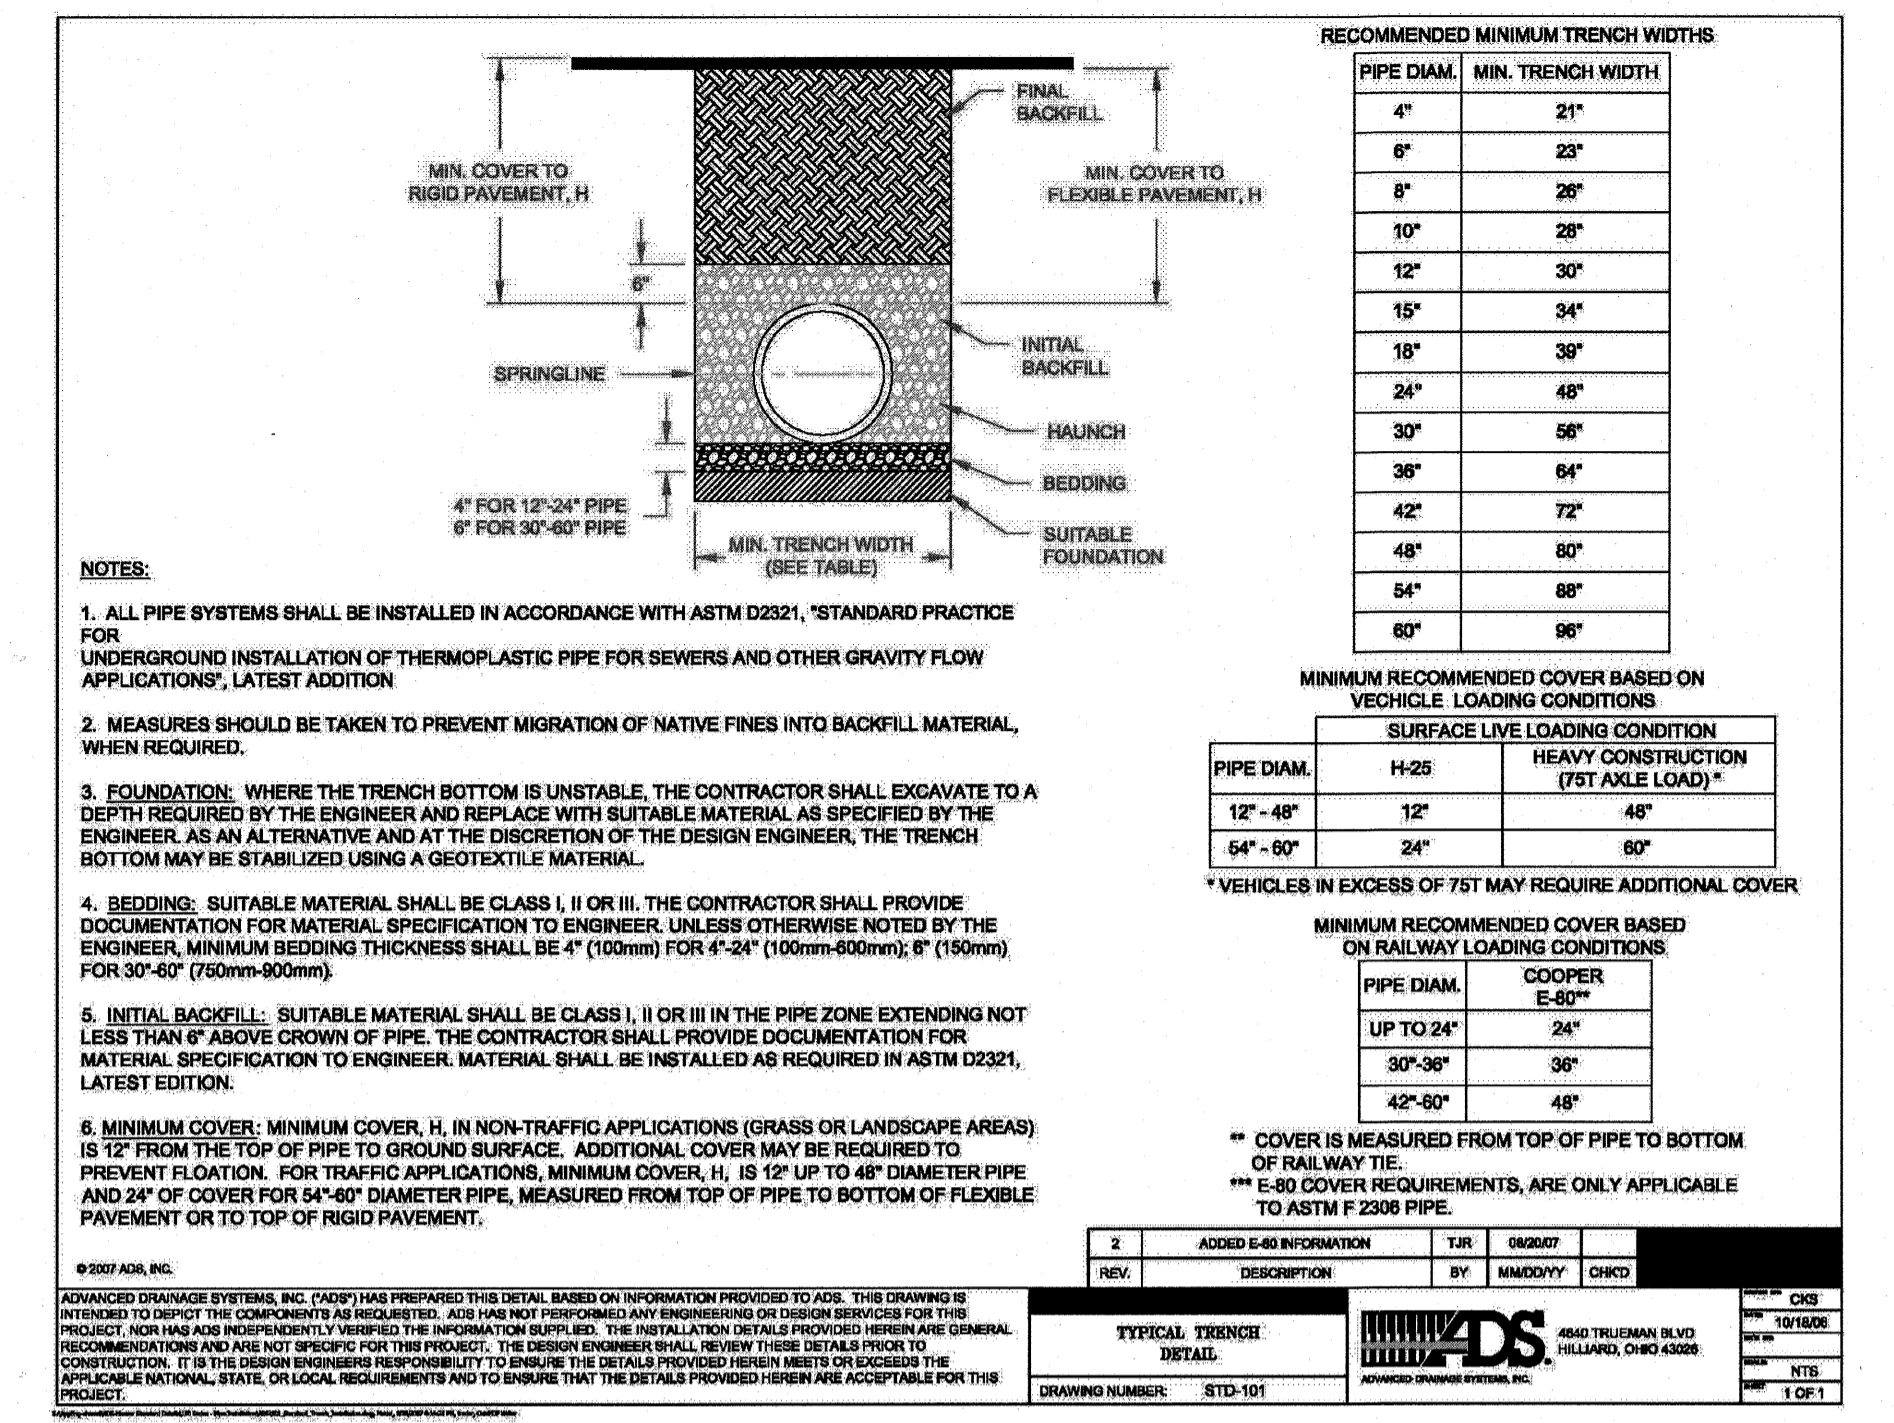 FINAL
BACKFILL
MIN. COVER TO
RIGID PAVEMENT, H
MIN. COVER TO
FLEXIBLE PAVEMENT, H
6"
INITIAL
BACKFILL
SPRINGLINE
HAUNCH
BEDDING
4" FOR 12"-24" PIPE
6" FOR 30"-60" PIPE
SUITABLE
FOUNDATION
MIN. TRENCH WIDTH
(SEE TABLE)
NOTES:
1. ALL PIPE SYSTEMS SHALL BE INSTALLED IN ACCORDANCE WITH ASTM D2321, "STANDARD PRACTICE
FOR
UNDERGROUND INSTALLATION OF THERMOPLASTIC PIPE FOR SEWERS AND OTHER GRAVITY FLOW
APPLICATIONS", LATEST ADDITION
2. MEASURES SHOULD BE TAKEN TO PREVENT MIGRATION OF NATIVE FINES INTO BACKFILL MATERIAL,
WHEN REQUIRED.
3. FOUNDATION: WHERE THE TRENCH BOTTOM IS UNSTABLE, THE CONTRACTOR SHALL EXCAVATE TO A
DEPTH REQUIRED BY THE ENGINEER AND REPLACE WITH SUITABLE MATERIAL AS SPECIFIED BY THE
ENGINEER. AS AN ALTERNATIVE AND AT THE DISCRETION OF THE DESIGN ENGINEER, THE TRENCH
BOTTOM MAY BE STABILIZED USING A GEOTEXTILE MATERIAL.
4. BEDDING: SUITABLE MATERIAL SHALL BE CLASS I, II OR III. THE CONTRACTOR SHALL PROVIDE
DOCUMENTATION FOR MATERIAL SPECIFICATION TO ENGINEER. UNLESS OTHERWISE NOTED BY THE
ENGINEER, MINIMUM BEDDING THICKNESS SHALL BE 4" (100mm) FOR 4"-24" (100mm-600mm); 6" (150mm)
FOR 30"-60" (750mm-900mm).
5. INITIAL BACKFILL: SUITABLE MATERIAL SHALL BE CLASS I, II OR III IN THE PIPE ZONE EXTENDING NOT
LESS THAN 6" ABOVE CROWN OF PIPE. THE CONTRACTOR SHALL PROVIDE DOCUMENTATION FOR
MATERIAL SPECIFICATION TO ENGINEER. MATERIAL SHALL BE INSTALLED AS REQUIRED IN ASTM D2321,
LATEST EDITION.
6. MINIMUM COVER: MINIMUM COVER, H, IN NON-TRAFFIC APPLICATIONS (GRASS OR LANDSCAPE AREAS)
IS 12" FROM THE TOP OF PIPE TO GROUND SURFACE. ADDITIONAL COVER MAY BE REQUIRED TO
PREVENT FLOATION. FOR TRAFFIC APPLICATIONS, MINIMUM COVER, H, IS 12" UP TO 48" DIAMETER PIPE
AND 24" OF COVER FOR 54"-60" DIAMETER PIPE, MEASURED FROM TOP OF PIPE TO BOTTOM OF FLEXIBLE
PAVEMENT OR TO TOP OF RIGID PAVEMENT.
© 2007 ADS, INC.
RECOMMENDED MINIMUM TRENCH WIDTHS
PIPE DIAM. MIN. TRENCH WIDTH
4" 21"
6" 23"
8" 26"
10" 28"
12" 30"
15" 34"
18" 39"
24" 48"
30" 56"
36" 64"
42" 72"
48" 80"
54" 88"
60" 96"
MINIMUM RECOMMENDED COVER BASED ON
VECHICLE LOADING CONDITIONS
SURFACE LIVE LOADING CONDITION
PIPE DIAM. H-25 HEAVY CONSTRUCTION
(75T AXLE LOAD) *
12" - 48" 12" 48"
54" - 60" 24" 60"
* VEHICLES IN EXCESS OF 75T MAY REQUIRE ADDITIONAL COVER
MINIMUM RECOMMENDED COVER BASED
ON RAILWAY LOADING CONDITIONS
PIPE DIAM. COOPER
E-80**
UP TO 24" 24"
30"-36" 36"
42"-60" 48"
** COVER IS MEASURED FROM TOP OF PIPE TO BOTTOM
OF RAILWAY TIE.
*** E-80 COVER REQUIREMENTS, ARE ONLY APPLICABLE
TO ASTM F 2306 PIPE.
2 ADDED E-80 INFORMATION TJR 08/20/07
REV. DESCRIPTION BY MM/DD/YY CHK'D
ADVANCED DRAINAGE SYSTEMS, INC. ("ADS") HAS PREPARED THIS DETAIL BASED ON INFORMATION PROVIDED TO ADS. THIS DRAWING IS
INTENDED TO DEPICT THE COMPONENTS AS REQUESTED. ADS HAS NOT PERFORMED ANY ENGINEERING OR DESIGN SERVICES FOR THIS
PROJECT, NOR HAS ADS INDEPENDENTLY VERIFIED THE INFORMATION SUPPLIED. THE INSTALLATION DETAILS PROVIDED HEREIN ARE GENERAL
RECOMMENDATIONS AND ARE NOT SPECIFIC FOR THIS PROJECT. THE DESIGN ENGINEER SHALL REVIEW THESE DETAILS PRIOR TO
CONSTRUCTION. IT IS THE DESIGN ENGINEERS RESPONSIBILITY TO ENSURE THE DETAILS PROVIDED HEREIN MEETS OR EXCEEDS THE
APPLICABLE NATIONAL, STATE, OR LOCAL REQUIREMENTS AND TO ENSURE THAT THE DETAILS PROVIDED HEREIN ARE ACCEPTABLE FOR THIS
PROJECT.
TYPICAL TRENCH
DETAIL
DRAWING NUMBER: STD-101
ADS.
ADVANCED DRAINAGE SYSTEMS, INC.
4640 TRUEMAN BLVD
HILLIARD, OHIO 43026
CKS
10/18/06
NTS
1 OF 1